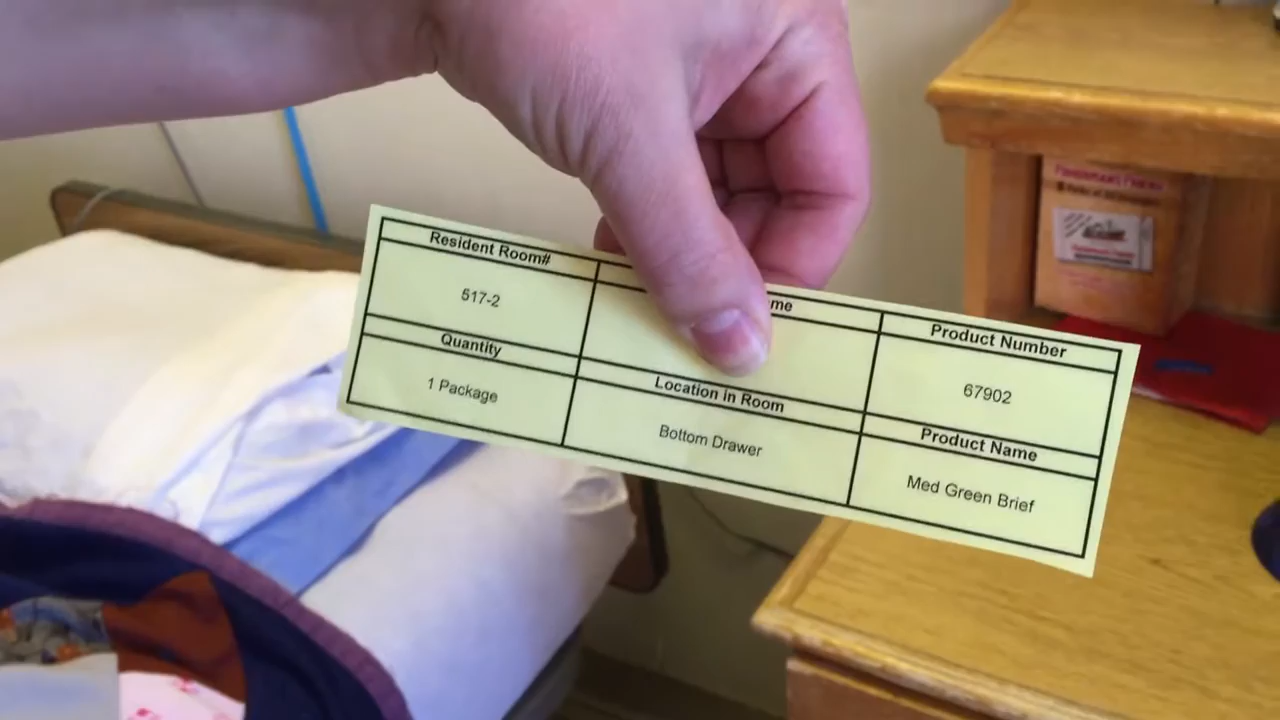 Resident Room#
me
Product Number
517-2
67902
Quantity
Location in Room
Product Name
1 Package
Bottom Drawer
Med Green Brief